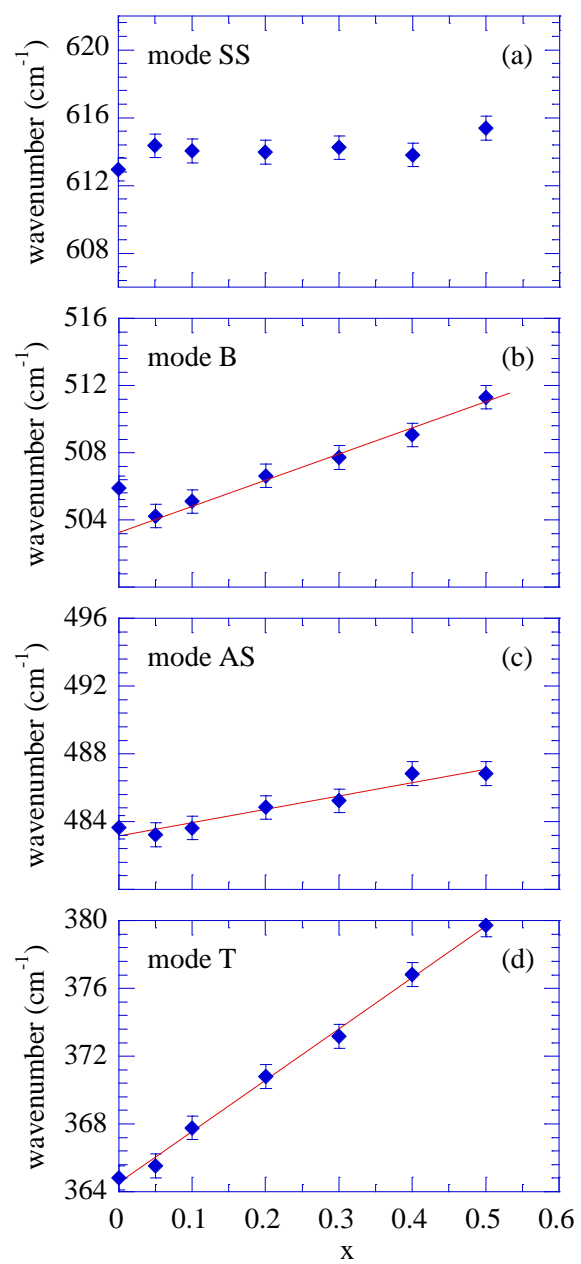 mode SS
(a)
620
616
612
608
wavenumber (cm⁻¹)
mode B
(b)
516
512
508
504
wavenumber (cm⁻¹)
mode AS
(c)
496
492
488
484
wavenumber (cm⁻¹)
mode T
(d)
380
376
372
368
364
wavenumber (cm⁻¹)
0 0.1 0.2 0.3 0.4 0.5 0.6
x